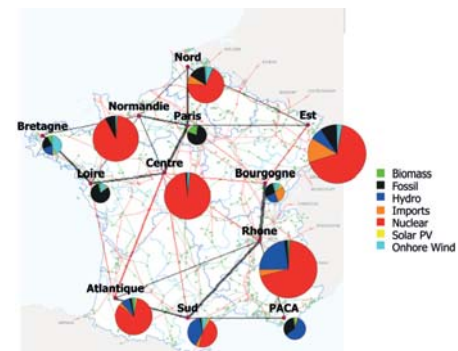 Nord
Normandie
Paris
Bretagne
Est
Centre
Loire
Bourgogne
Rhone
Atlantique
Sud
PACA
Biomass
Fossil
Hydro
Imports
Nuclear
Solar PV
Onhore Wind